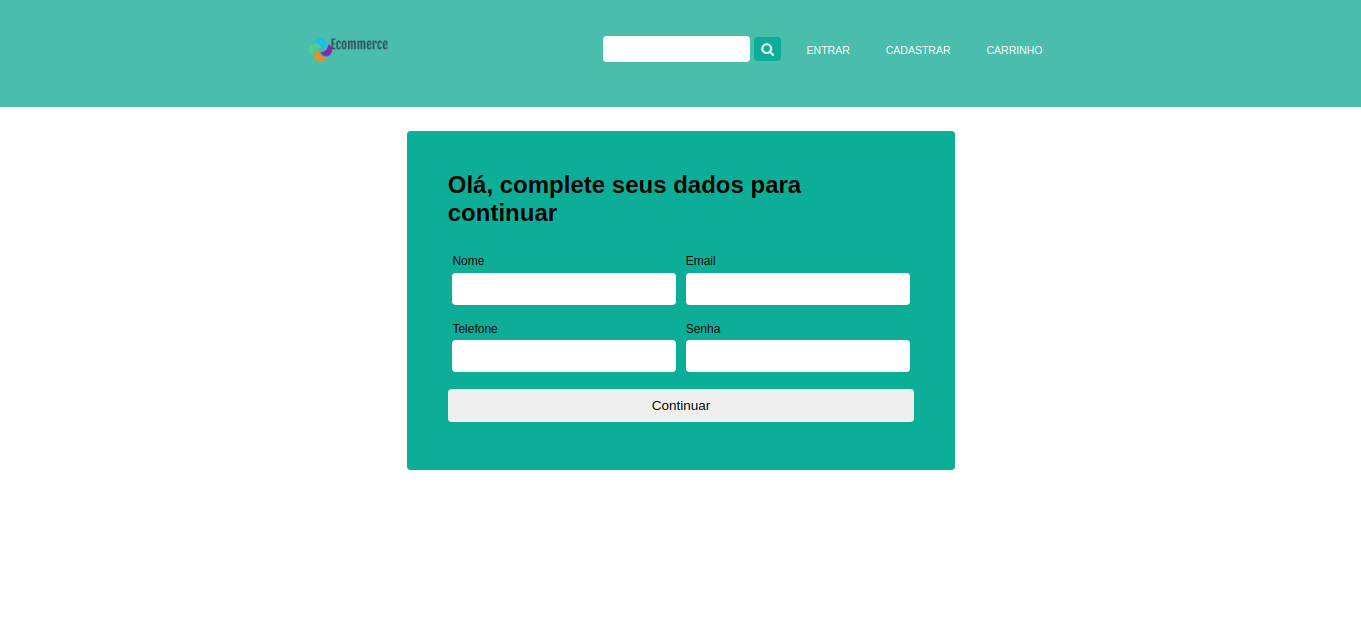 Ecommerce
ENTRAR CADASTRAR CARRINHO
Olá, complete seus dados para
continuar
Nome Email
Telefone Senha
Continuar